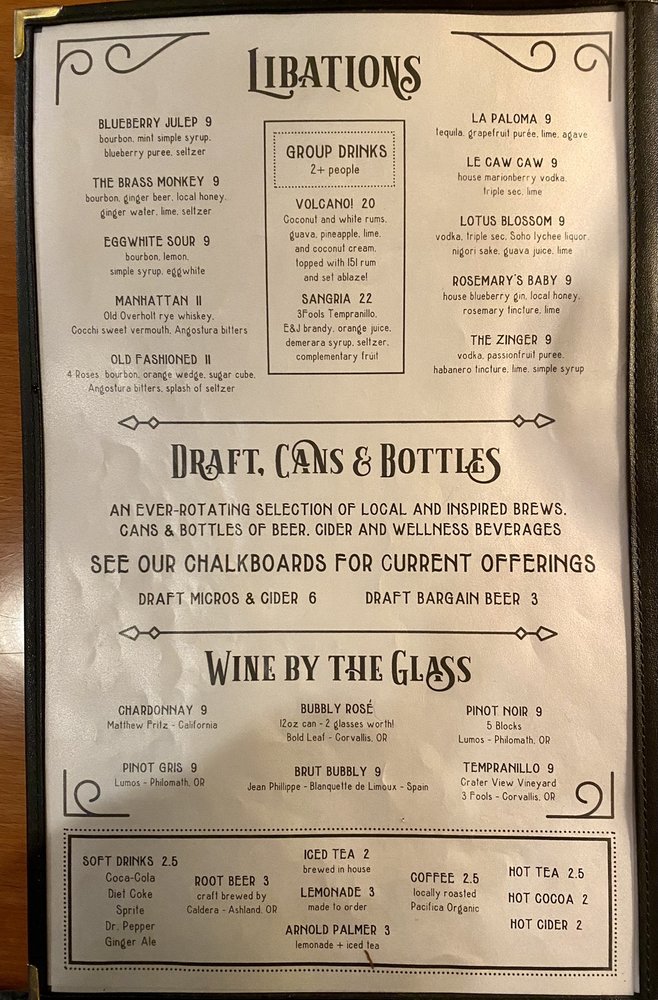 LIBATIONS
BLUEBERRY JULEP 9
bourbon, mint simple syrup,
blueberry puree, seltzer
THE BRASS MONKEY 9
bourbon, ginger beer, local honey,
ginger water, lime, seltzer
EGGWHITE SOUR 9
bourbon, lemon,
simple syrup, eggwhite
MANHATTAN 11
Old Overholt rye whiskey,
Cocchi sweet vermouth, Angostura bitters
OLD FASHIONED 11
4 Roses, bourbon, orange wedge, sugar cube,
Angostura bitters, splash of seltzer
GROUP DRINKS
2+ people
VOLCANO! 20
Coconut and white rums,
guava, pineapple, lime,
and coconut cream,
topped with 151 rum
and set ablaze!
SANGRIA 22
3Fools Tempranillo,
E&J brandy, orange juice,
demerara syrup, seltzer,
complementary fruit
LA PALOMA 9
tequila, grapefruit purée, lime, agave
LE CAW CAW 9
house marionberry vodka,
triple sec, lime
LOTUS BLOSSOM 9
vodka, triple sec, Soho lychee liquor,
nigori sake, guava juice, lime
ROSEMARY'S BABY 9
house blueberry gin, local honey,
rosemary tincture, lime
THE ZINGER 9
vodka, passionfruit puree,
habanero tincture, lime, simple syrup
DRAFT, CANS & BOTTLES
AN EVER-ROTATING SELECTION OF LOCAL AND INSPIRED BREWS,
CANS & BOTTLES OF BEER, CIDER AND WELLNESS BEVERAGES
SEE OUR CHALKBOARDS FOR CURRENT OFFERINGS
DRAFT MICROS & CIDER 6 DRAFT BARGAIN BEER 3
WINE BY THE GLASS
CHARDONNAY 9
Matthew Fritz - California
PINOT GRIS 9
Lumos - Philomath, OR
BUBBLY ROSÉ
12oz can - 2 glasses worth!
Bold Leaf - Corvallis, OR
BRUT BUBBLY 9
Jean Phillippe - Blanquette de Limoux - Spain
PINOT NOIR 9
5 Blocks
Lumos - Philomath, OR
TEMPRANILLO 9
Crater View Vineyard
3 Fools - Corvallis, OR
SOFT DRINKS 2.5
Coca-Cola
Diet Coke
Sprite
Dr. Pepper
Ginger Ale
ROOT BEER 3
craft brewed by
Caldera - Ashland, OR
ICED TEA 2
brewed in house
LEMONADE 3
made to order
ARNOLD PALMER 3
lemonade + iced tea
COFFEE 2.5
locally roasted
Pacifica Organic
HOT TEA 2.5
HOT COCOA 2
HOT CIDER 2